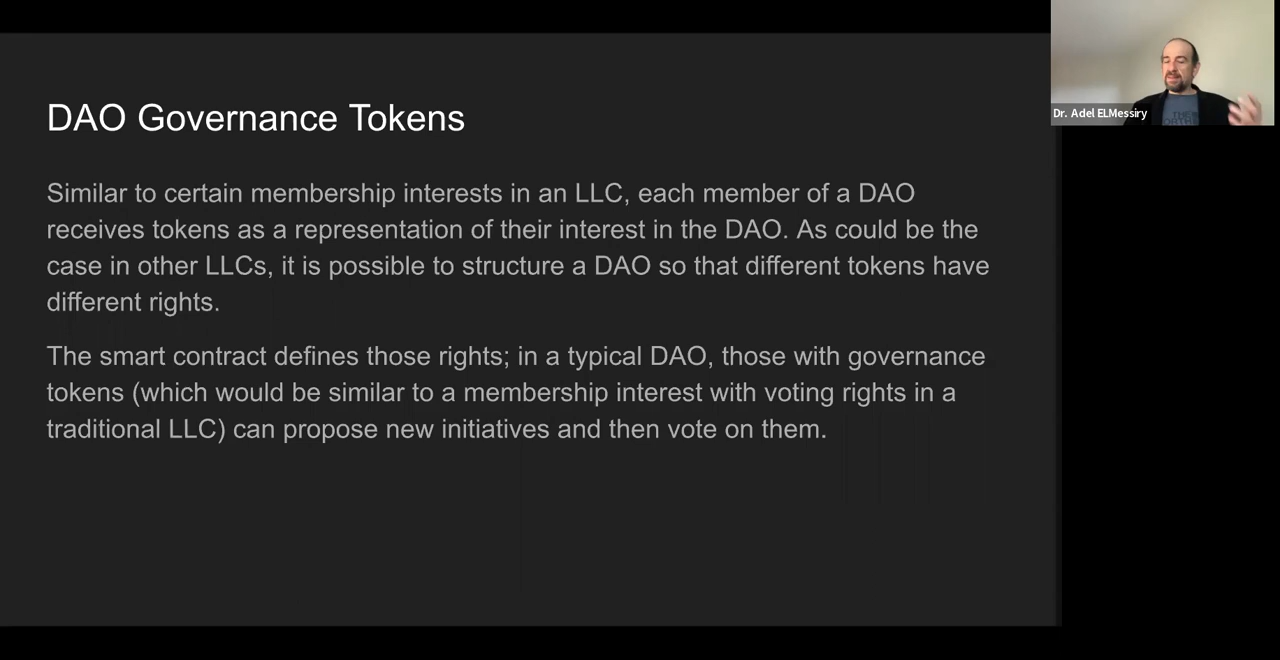 DAO Governance Tokens
Similar to certain membership interests in an LLC, each member of a DAO
receives tokens as a representation of their interest in the DAO. As could be the
case in other LLCs, it is possible to structure a DAO so that different tokens have
different rights.
The smart contract defines those rights; in a typical DAO, those with governance
tokens (which would be similar to a membership interest with voting rights in a
traditional LLC) can propose new initiatives and then vote on them.
Dr. Adel ELMessiry